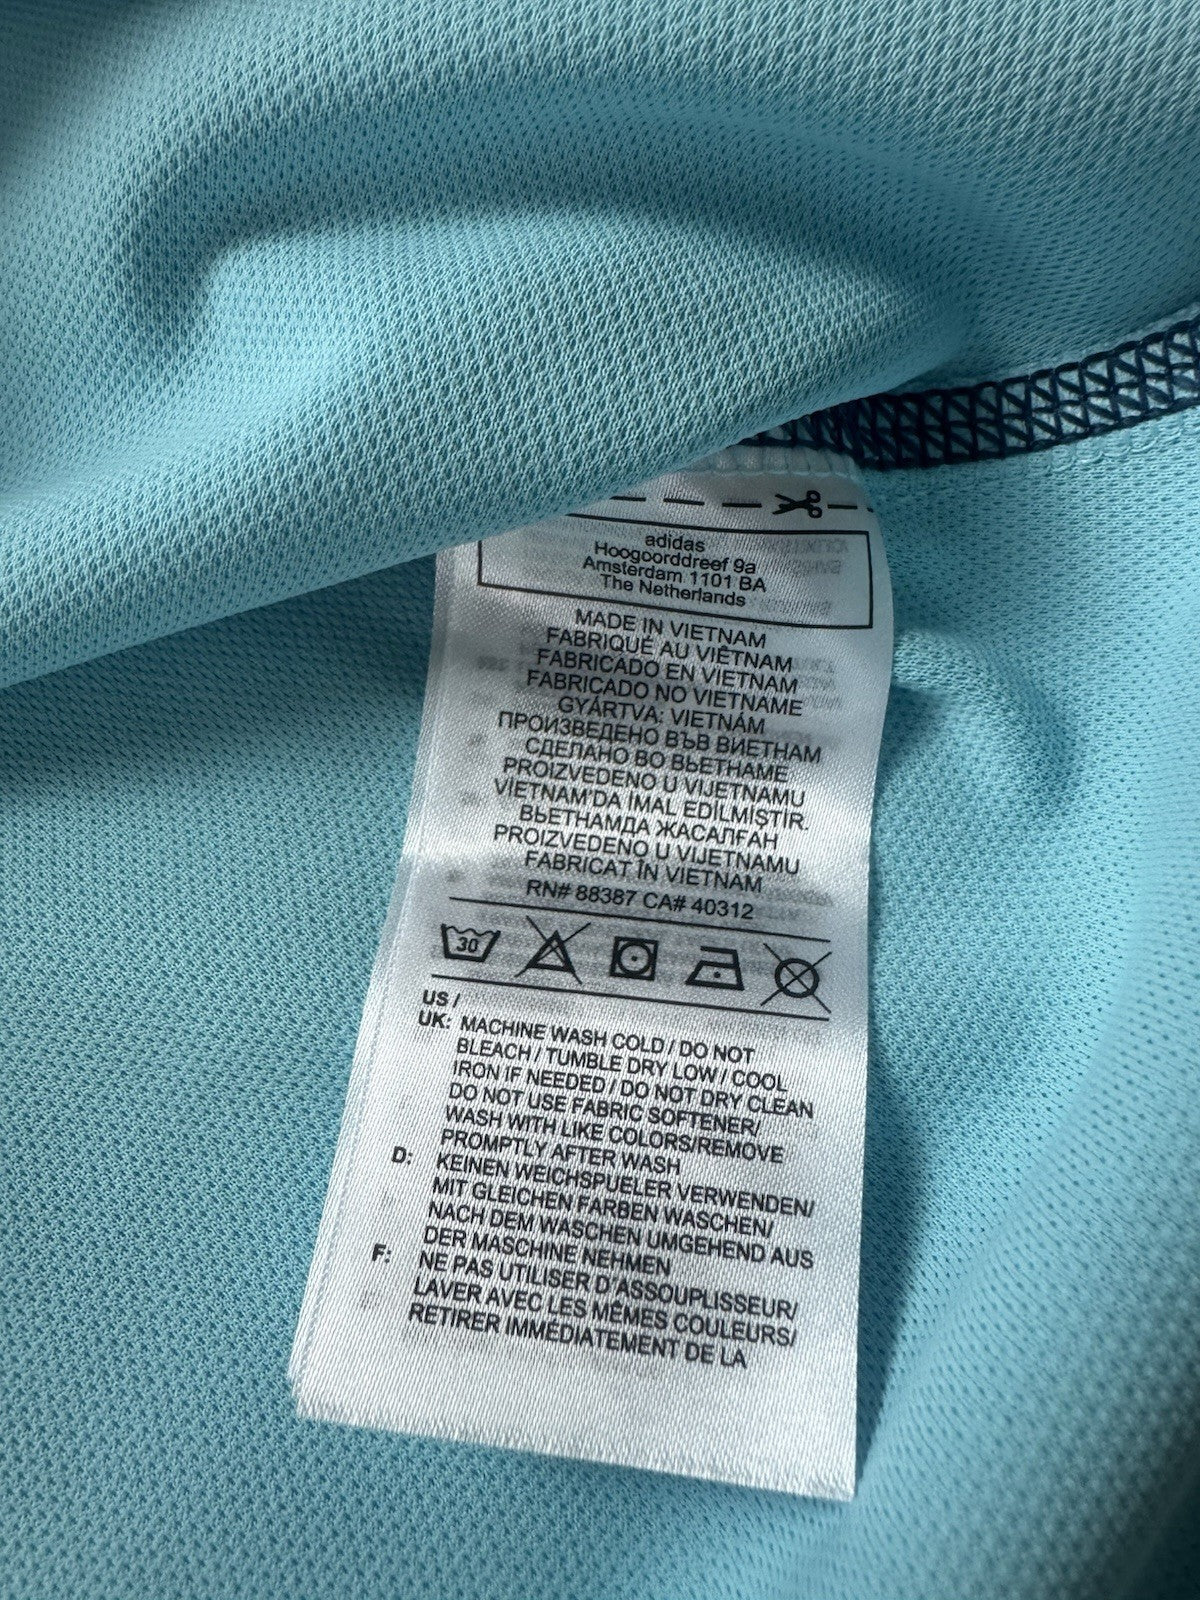 adidas
Hoogoorddreef 9a
Amsterdam 1101 BA
The Netherlands
MADE IN VIETNAM
FABRIQUÉ AU VIÊTNAM
FABRICADO EN VIETNAM
FABRICADO NO VIETNAME
GYÁRTVA: VIETNÁM
ПРОИЗВЕДЕНО ВЪВ ВИЕТНАМ
СДЕЛАНО ВО ВЬЕТНАМЕ
PROIZVEDENO U VIJETNAMU
VİETNAM'DA İMAL EDİLMİŞTİR.
ВЬЕТНАМДА ЖАСАЛҒАН
PROIZVEDENO U VIJETNAMU
FABRICAT ÎN VIETNAM
RN# 88387 CA# 40312
30
US /
UK: MACHINE WASH COLD / DO NOT
BLEACH / TUMBLE DRY LOW / COOL
IRON IF NEEDED / DO NOT DRY CLEAN
DO NOT USE FABRIC SOFTENER/
WASH WITH LIKE COLORS/REMOVE
PROMPTLY AFTER WASH
D: KEINEN WEICHSPUELER VERWENDEN/
MIT GLEICHEN FARBEN WASCHEN/
NACH DEM WASCHEN UMGEHEND AUS
DER MASCHINE NEHMEN
F: NE PAS UTILISER D'ASSOUPLISSEUR/
LAVER AVEC LES MÊMES COULEURS/
RETIRER IMMÉDIATEMENT DE LA